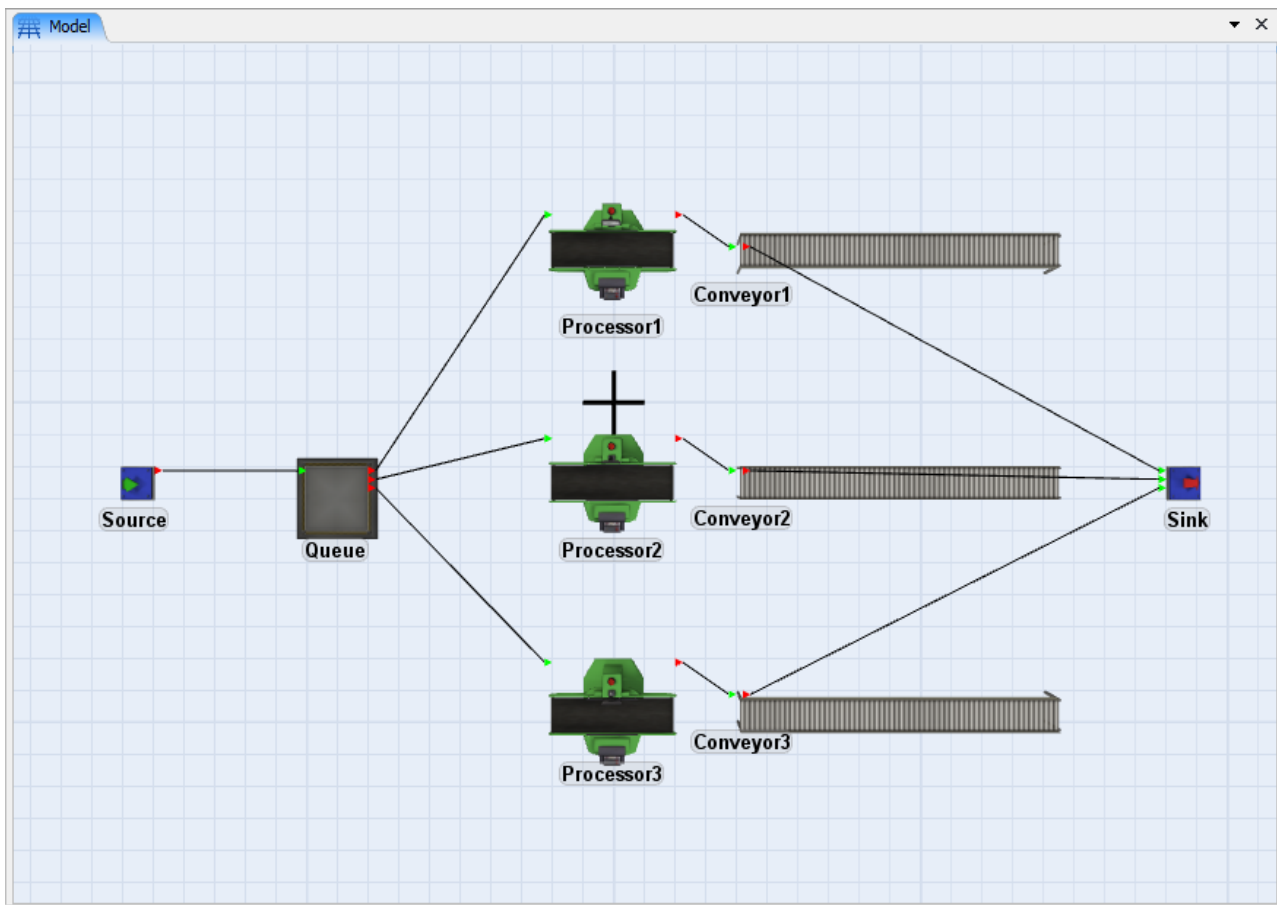 Model
Processor1
Conveyor1
Source
Queue
Processor2
Conveyor2
Sink
Processor3
Conveyor3